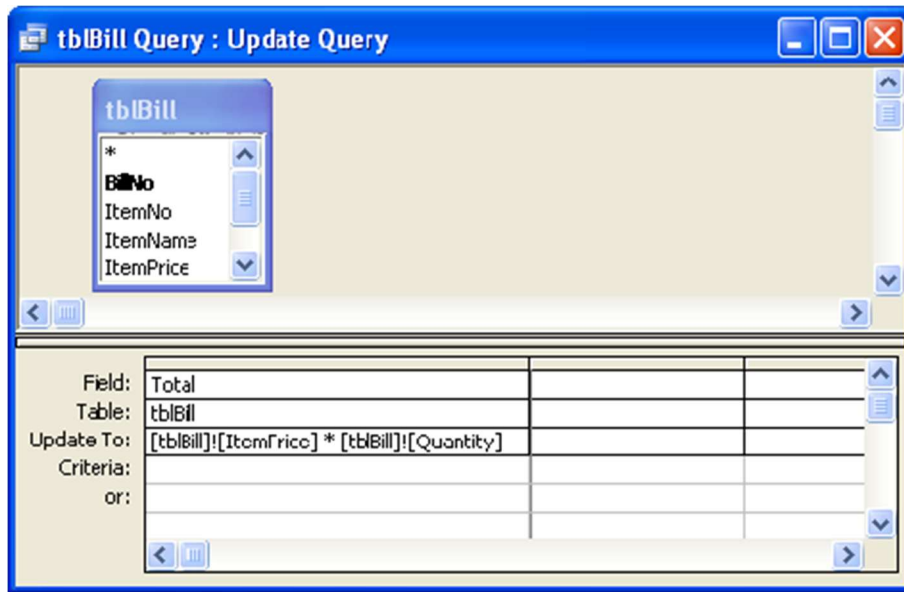 tblBill Query : Update Query
tblBill
*
BillNo
ItemNo
ItemName
ItemPrice
Field: Total
Table: tblBill
Update To: [tblBill]![ItemPrice] * [tblBill]![Quantity]
Criteria:
or: